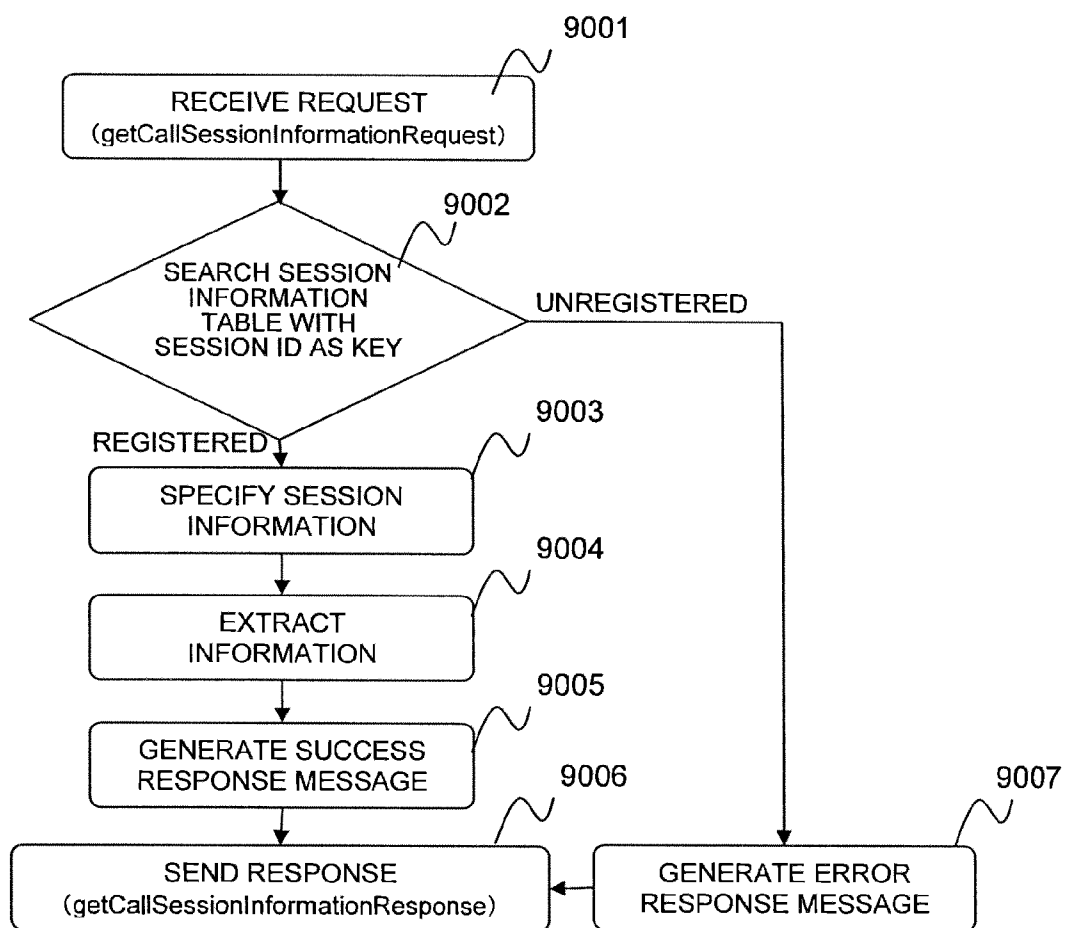 9001
RECEIVE REQUEST
(getCallSessionInformationRequest)
9002
SEARCH SESSION
INFORMATION
TABLE WITH
SESSION ID AS KEY
UNREGISTERED
REGISTERED
9003
SPECIFY SESSION
INFORMATION
9004
EXTRACT
INFORMATION
9005
GENERATE SUCCESS
RESPONSE MESSAGE
9006
SEND RESPONSE
(getCallSessionInformationResponse)
9007
GENERATE ERROR
RESPONSE MESSAGE